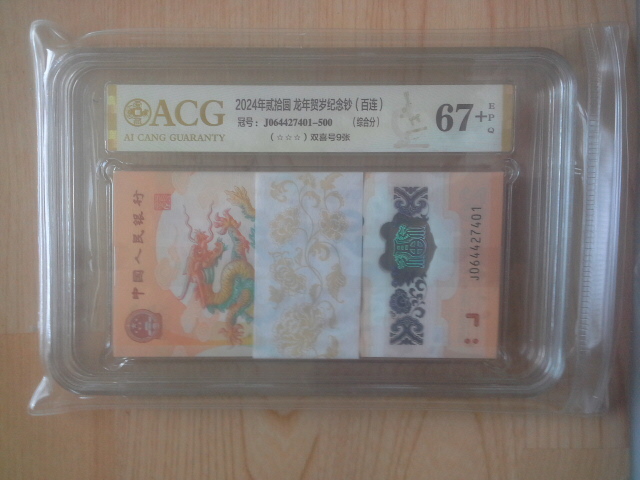 ACG
AI CANG GUARANTY
2024年贰拾圆 龙年贺岁纪念钞（百连）
冠号：J064427401-500 （综合分）
（☆☆☆）双喜号9张
67+
EPQ
中国人民银行
J064427401